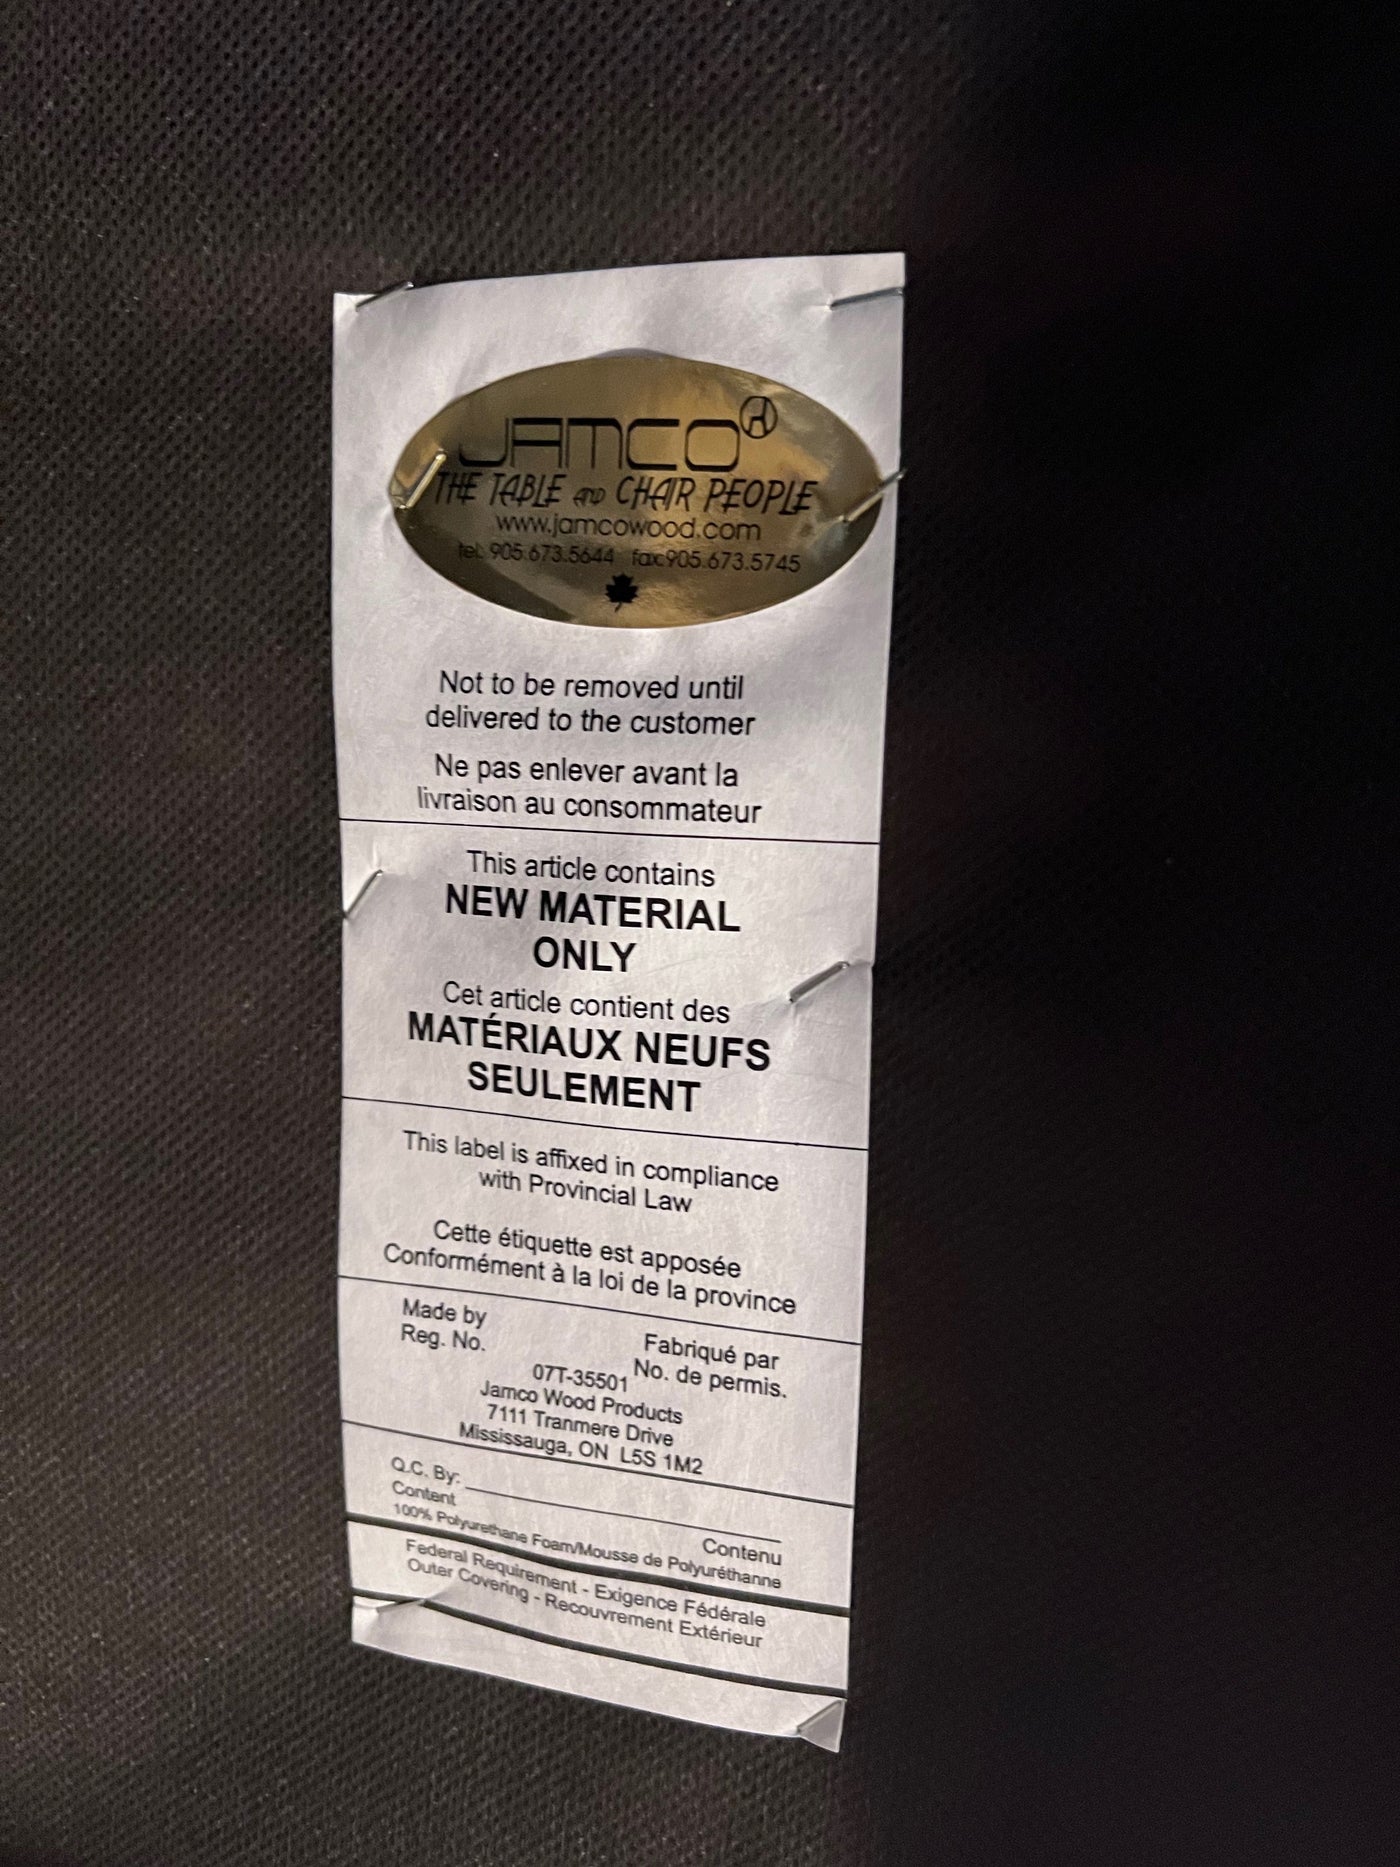 JAMCO
THE TABLE AND CHAIR PEOPLE
www.jamcowood.com
tel: 905.673.5644 fax:905.673.5745
Not to be removed until
delivered to the customer
Ne pas enlever avant la
livraison au consommateur
This article contains
NEW MATERIAL
ONLY
Cet article contient des
MATÉRIAUX NEUFS
SEULEMENT
This label is affixed in compliance
with Provincial Law
Cette étiquette est apposée
Conformément à la loi de la province
Made by
Reg. No.
Fabriqué par
No. de permis.
07T-35501
Jamco Wood Products
7111 Tranmere Drive
Mississauga, ON L5S 1M2
Q.C. By:
Content
Contenu
100% Polyurethane Foam/Mousse de Polyuréthanne
Federal Requirement - Exigence Fédérale
Outer Covering - Recouvrement Extérieur